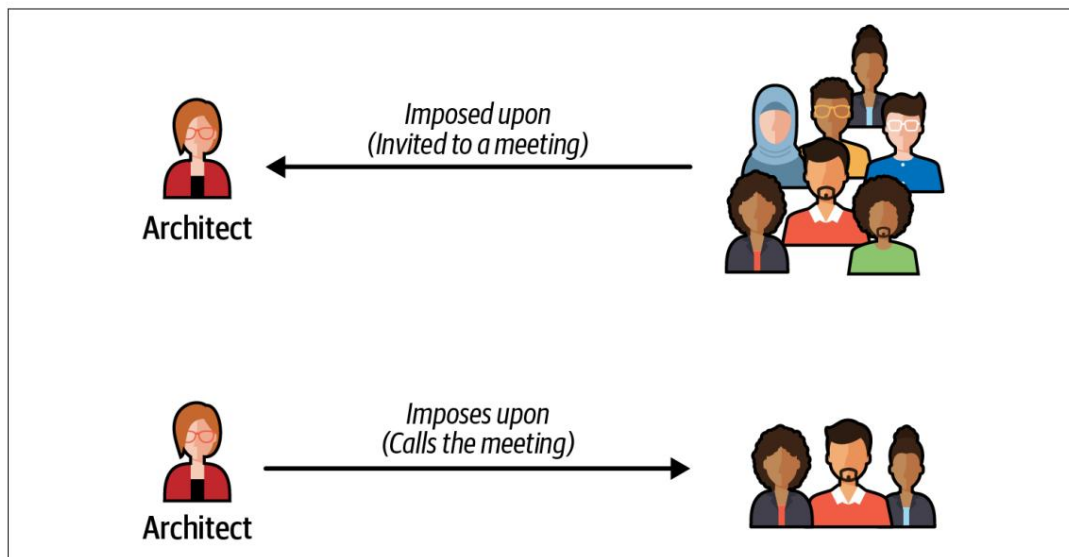 Imposed upon
(Invited to a meeting)
Architect
Imposes upon
(Calls the meeting)
Architect